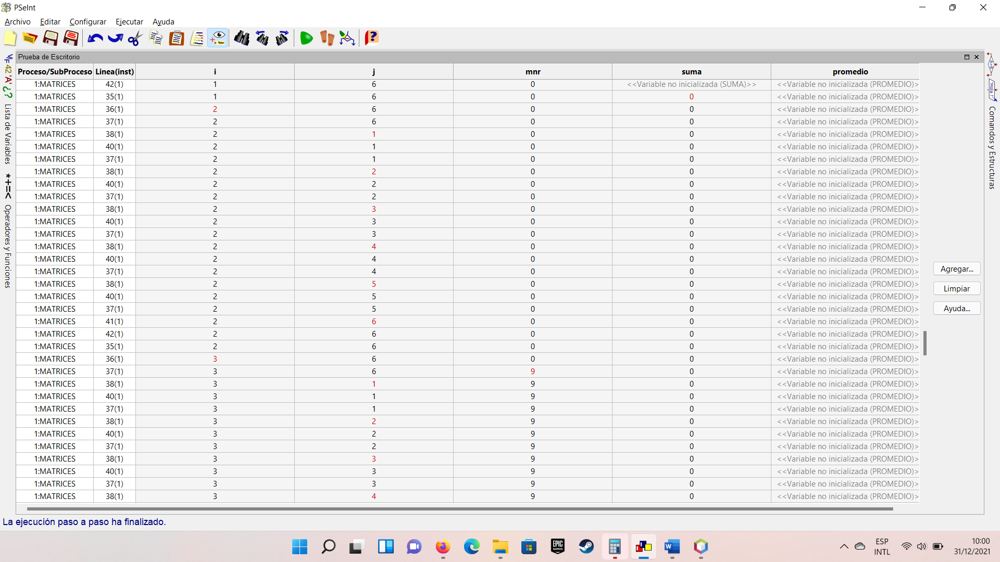 PSeInt
Archivo Editar Configurar Ejecutar Ayuda
Prueba de Escritorio
Proceso/SubProceso Linea(inst) i j mnr suma promedio
1:MATRICES 42(1) 1 6 0 <<Variable no inicializada (SUMA)>> <<Variable no inicializada (PROMEDIO)>
1:MATRICES 35(1) 1 6 0 0 <<Variable no inicializada (PROMEDIO)>
1:MATRICES 36(1) 2 6 0 0 <<Variable no inicializada (PROMEDIO)>
1:MATRICES 37(1) 2 6 0 0 <<Variable no inicializada (PROMEDIO)>
1:MATRICES 38(1) 2 1 0 0 <<Variable no inicializada (PROMEDIO)>
1:MATRICES 40(1) 2 1 0 0 <<Variable no inicializada (PROMEDIO)>
1:MATRICES 37(1) 2 1 0 0 <<Variable no inicializada (PROMEDIO)>
1:MATRICES 38(1) 2 2 0 0 <<Variable no inicializada (PROMEDIO)>
1:MATRICES 40(1) 2 2 0 0 <<Variable no inicializada (PROMEDIO)>
1:MATRICES 37(1) 2 2 0 0 <<Variable no inicializada (PROMEDIO)>
1:MATRICES 38(1) 2 3 0 0 <<Variable no inicializada (PROMEDIO)>
1:MATRICES 40(1) 2 3 0 0 <<Variable no inicializada (PROMEDIO)>
1:MATRICES 37(1) 2 3 0 0 <<Variable no inicializada (PROMEDIO)>
1:MATRICES 38(1) 2 4 0 0 <<Variable no inicializada (PROMEDIO)>
1:MATRICES 40(1) 2 4 0 0 <<Variable no inicializada (PROMEDIO)>
1:MATRICES 37(1) 2 4 0 0 <<Variable no inicializada (PROMEDIO)>
1:MATRICES 38(1) 2 5 0 0 <<Variable no inicializada (PROMEDIO)>
1:MATRICES 40(1) 2 5 0 0 <<Variable no inicializada (PROMEDIO)>
1:MATRICES 37(1) 2 5 0 0 <<Variable no inicializada (PROMEDIO)>
1:MATRICES 41(1) 2 6 0 0 <<Variable no inicializada (PROMEDIO)>
1:MATRICES 42(1) 2 6 0 0 <<Variable no inicializada (PROMEDIO)>
1:MATRICES 35(1) 2 6 0 0 <<Variable no inicializada (PROMEDIO)>
1:MATRICES 36(1) 3 6 0 0 <<Variable no inicializada (PROMEDIO)>
1:MATRICES 37(1) 3 6 9 0 <<Variable no inicializada (PROMEDIO)>
1:MATRICES 38(1) 3 1 9 0 <<Variable no inicializada (PROMEDIO)>
1:MATRICES 40(1) 3 1 9 0 <<Variable no inicializada (PROMEDIO)>
1:MATRICES 37(1) 3 1 9 0 <<Variable no inicializada (PROMEDIO)>
1:MATRICES 38(1) 3 2 9 0 <<Variable no inicializada (PROMEDIO)>
1:MATRICES 40(1) 3 2 9 0 <<Variable no inicializada (PROMEDIO)>
1:MATRICES 37(1) 3 2 9 0 <<Variable no inicializada (PROMEDIO)>
1:MATRICES 38(1) 3 3 9 0 <<Variable no inicializada (PROMEDIO)>
1:MATRICES 40(1) 3 3 9 0 <<Variable no inicializada (PROMEDIO)>
1:MATRICES 37(1) 3 3 9 0 <<Variable no inicializada (PROMEDIO)>
1:MATRICES 38(1) 3 4 9 0 <<Variable no inicializada (PROMEDIO)>
42 'A' ¿?
Lista de Variables
*+=<
Operadores y Funciones
Agregar...
Limpiar
Ayuda...
A>B
'Hola !'
Comandos y Estructuras
La ejecución paso a paso ha finalizado.
EPIC
GAMES
W
ESP
INTL
10:00
31/12/2021